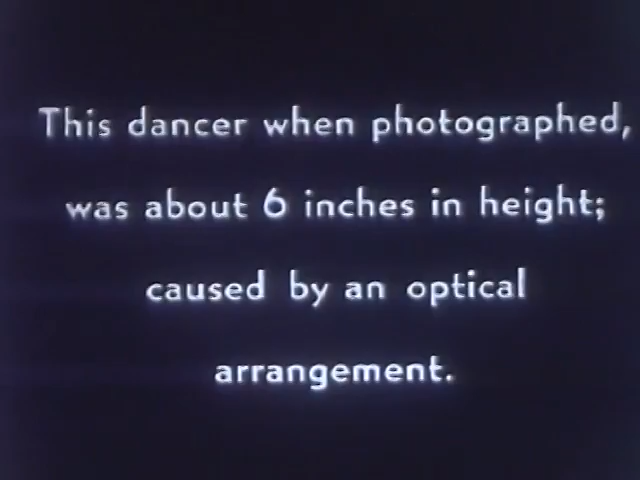 This dancer when photographed,
was about 6 inches in height;
caused by an optical
arrangement.